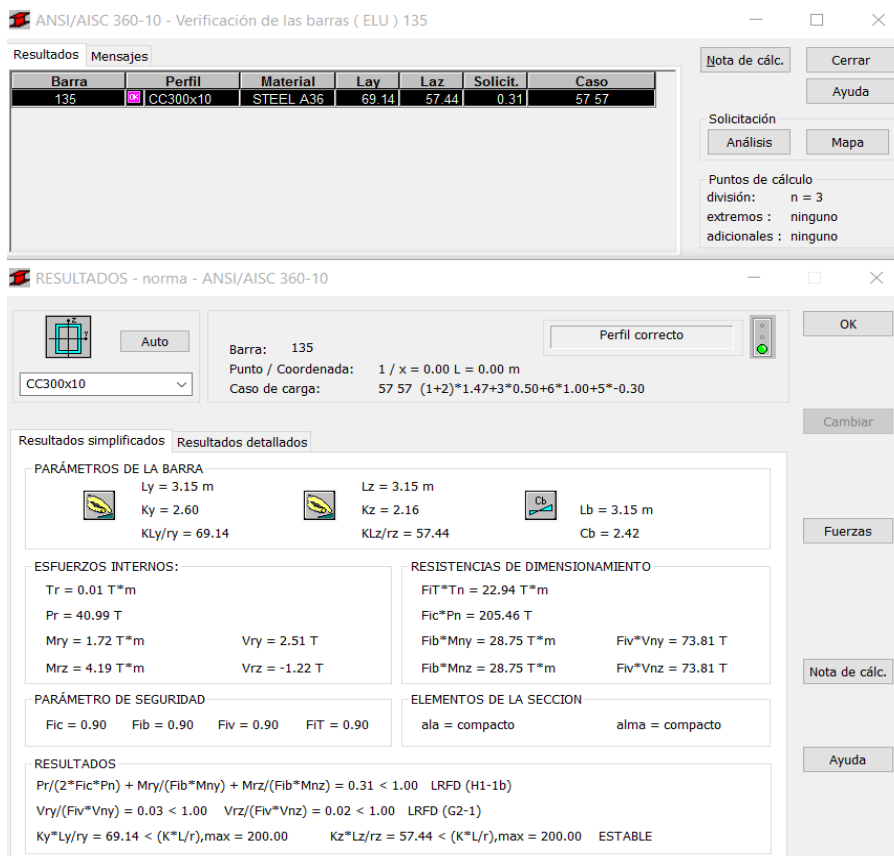 ANSI/AISC 360-10 - Verificación de las barras ( ELU ) 135
Resultados Mensajes
Barra Perfil Material Lay Laz Solicit. Caso
135 OK CC300x10 STEEL A36 69.14 57.44 0.31 57 57
Nota de cálc. Cerrar
Ayuda
Solicitación
Análisis Mapa
Puntos de cálculo
división: n = 3
extremos : ninguno
adicionales : ninguno
RESULTADOS - norma - ANSI/AISC 360-10
z
y
Auto
CC300x10
Perfil correcto
Barra: 135
Punto / Coordenada: 1 / x = 0.00 L = 0.00 m
Caso de carga: 57 57 (1+2)*1.47+3*0.50+6*1.00+5*-0.30
OK
Cambiar
Resultados simplificados Resultados detallados
PARÁMETROS DE LA BARRA
Ly = 3.15 m Lz = 3.15 m
Ky = 2.60 Kz = 2.16 Cb Lb = 3.15 m
KLy/ry = 69.14 KLz/rz = 57.44 Cb = 2.42
Fuerzas
ESFUERZOS INTERNOS: RESISTENCIAS DE DIMENSIONAMIENTO
Tr = 0.01 T*m FiT*Tn = 22.94 T*m
Pr = 40.99 T Fic*Pn = 205.46 T
Mry = 1.72 T*m Vry = 2.51 T Fib*Mny = 28.75 T*m Fiv*Vny = 73.81 T
Mrz = 4.19 T*m Vrz = -1.22 T Fib*Mnz = 28.75 T*m Fiv*Vnz = 73.81 T
Nota de cálc.
PARÁMETRO DE SEGURIDAD ELEMENTOS DE LA SECCION
Fic = 0.90 Fib = 0.90 Fiv = 0.90 FiT = 0.90 ala = compacto alma = compacto
Ayuda
RESULTADOS
Pr/(2*Fic*Pn) + Mry/(Fib*Mny) + Mrz/(Fib*Mnz) = 0.31 < 1.00 LRFD (H1-1b)
Vry/(Fiv*Vny) = 0.03 < 1.00 Vrz/(Fiv*Vnz) = 0.02 < 1.00 LRFD (G2-1)
Ky*Ly/ry = 69.14 < (K*L/r),max = 200.00 Kz*Lz/rz = 57.44 < (K*L/r),max = 200.00 ESTABLE